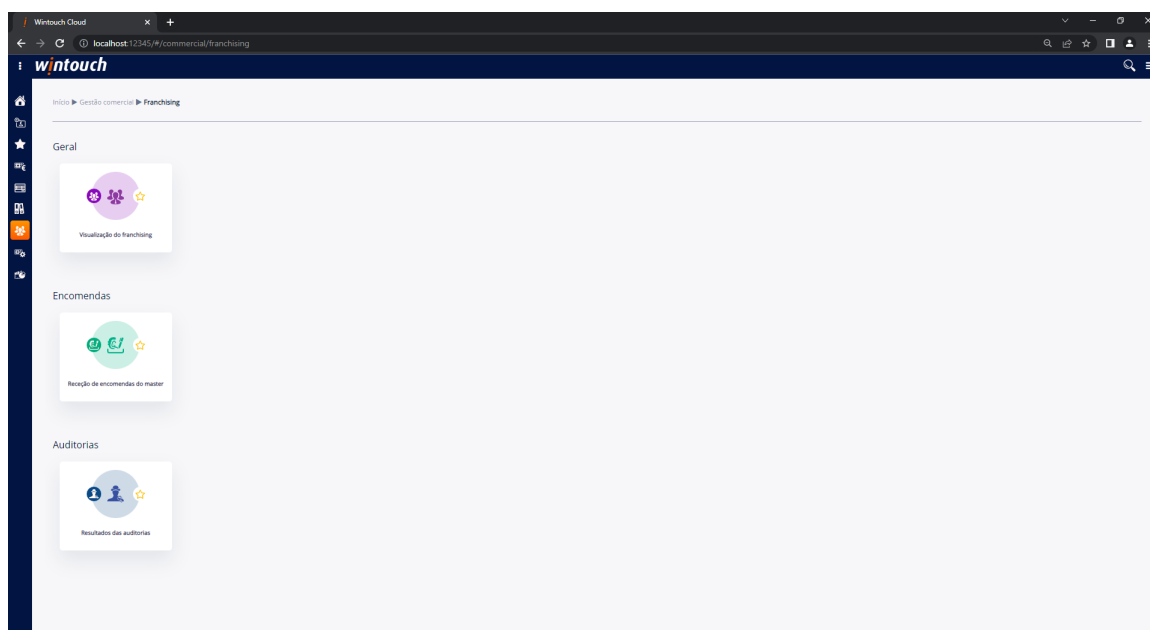 Wintouch Cloud
localhost:12345/#/commercial/franchising
wintouch
Início ▶ Gestão comercial ▶ Franchising
Geral
Visualização do franchising
Encomendas
Receção de encomendas do master
Auditorias
Resultados das auditorias